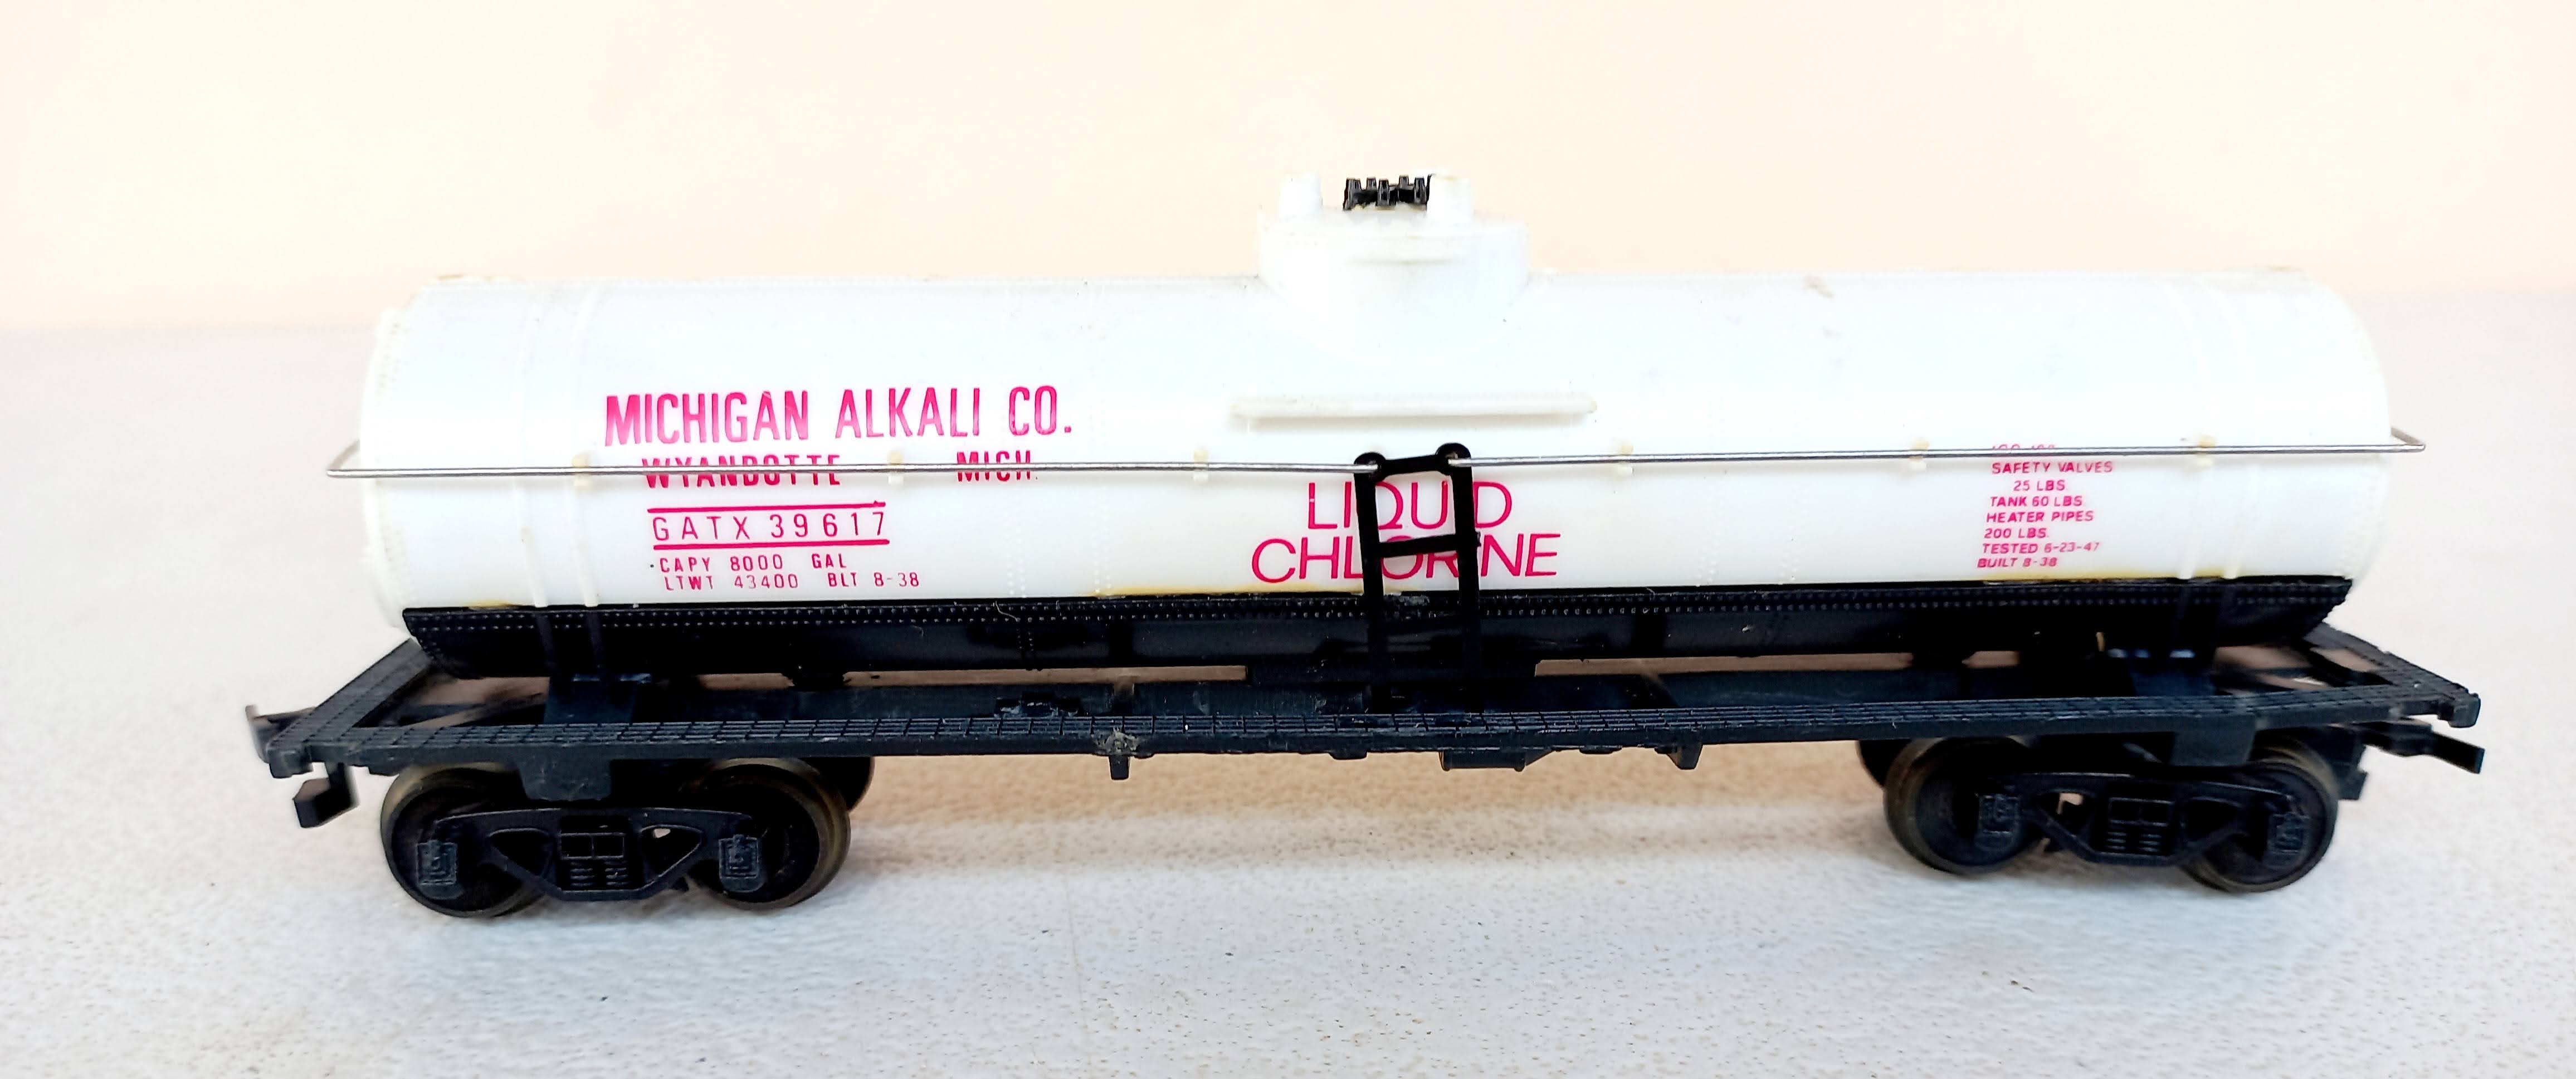 MICHIGAN ALKALI CO.
WYANDOTTE MICH.
GATX 39617
CAPY 8000 GAL
LTWT 43400 BLT 8-38
LIQUID
CHLORINE
SAFETY VALVES
25 LBS.
TANK 60 LBS.
HEATER PIPES
200 LBS.
TESTED 6-23-47
BUILT 8-38